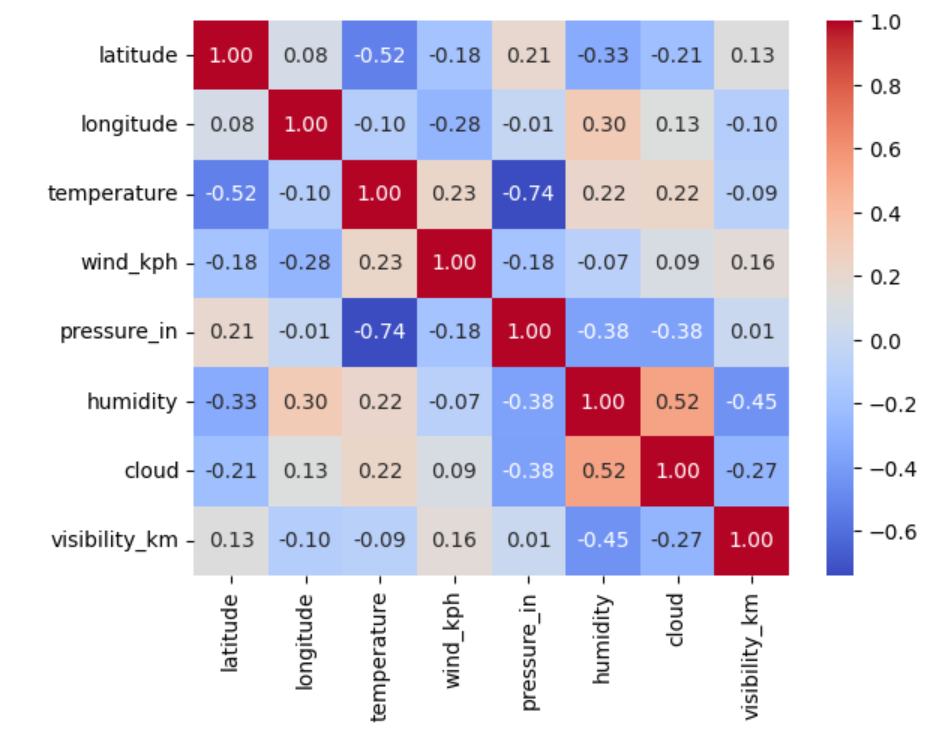 latitude 1.00 0.08 -0.52 -0.18 0.21 -0.33 -0.21 0.13
longitude 0.08 1.00 -0.10 -0.28 -0.01 0.30 0.13 -0.10
temperature -0.52 -0.10 1.00 0.23 -0.74 0.22 0.22 -0.09
wind_kph -0.18 -0.28 0.23 1.00 -0.18 -0.07 0.09 0.16
pressure_in 0.21 -0.01 -0.74 -0.18 1.00 -0.38 -0.38 0.01
humidity -0.33 0.30 0.22 -0.07 -0.38 1.00 0.52 -0.45
cloud -0.21 0.13 0.22 0.09 -0.38 0.52 1.00 -0.27
visibility_km 0.13 -0.10 -0.09 0.16 0.01 -0.45 -0.27 1.00
latitude
longitude
temperature
wind_kph
pressure_in
humidity
cloud
visibility_km
1.0
0.8
0.6
0.4
0.2
0.0
−0.2
−0.4
−0.6